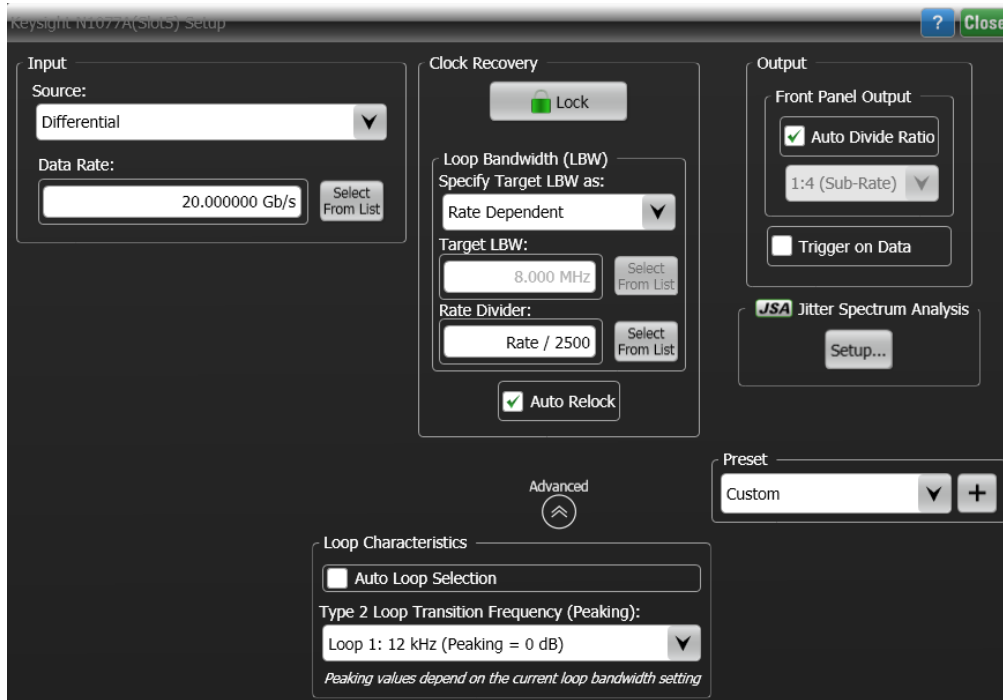 Keysight N1077A(Slot5) Setup
?
Close
Input
Source:
Differential
Data Rate:
20.000000 Gb/s
Select
From List
Clock Recovery
Lock
Loop Bandwidth (LBW)
Specify Target LBW as:
Rate Dependent
Target LBW:
8.000 MHz
Select
From List
Rate Divider:
Rate / 2500
Select
From List
Auto Relock
Output
Front Panel Output
Auto Divide Ratio
1:4 (Sub-Rate)
Trigger on Data
JSA Jitter Spectrum Analysis
Setup...
Preset
Custom
+
Advanced
Loop Characteristics
Auto Loop Selection
Type 2 Loop Transition Frequency (Peaking):
Loop 1: 12 kHz (Peaking = 0 dB)
Peaking values depend on the current loop bandwidth setting